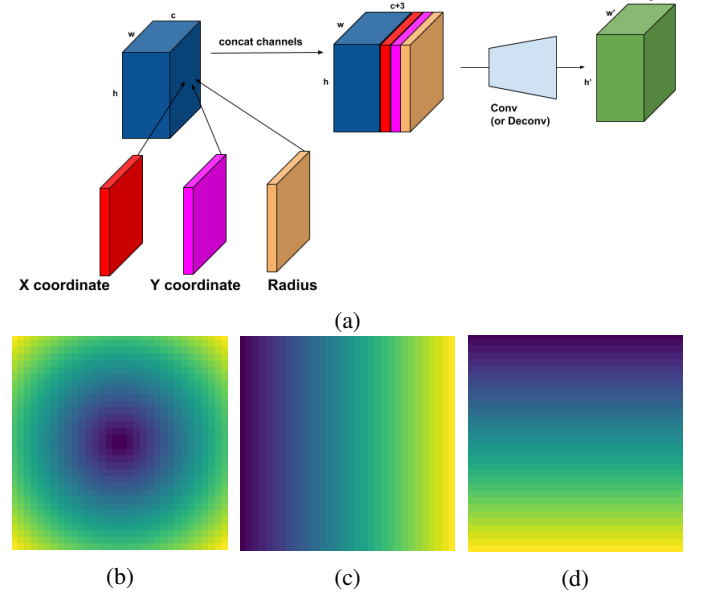 c
w
h
concat channels
c+3
w
h
Conv
(or Deconv)
w'
h'
X coordinate
Y coordinate
Radius
(a)
(b)
(c)
(d)